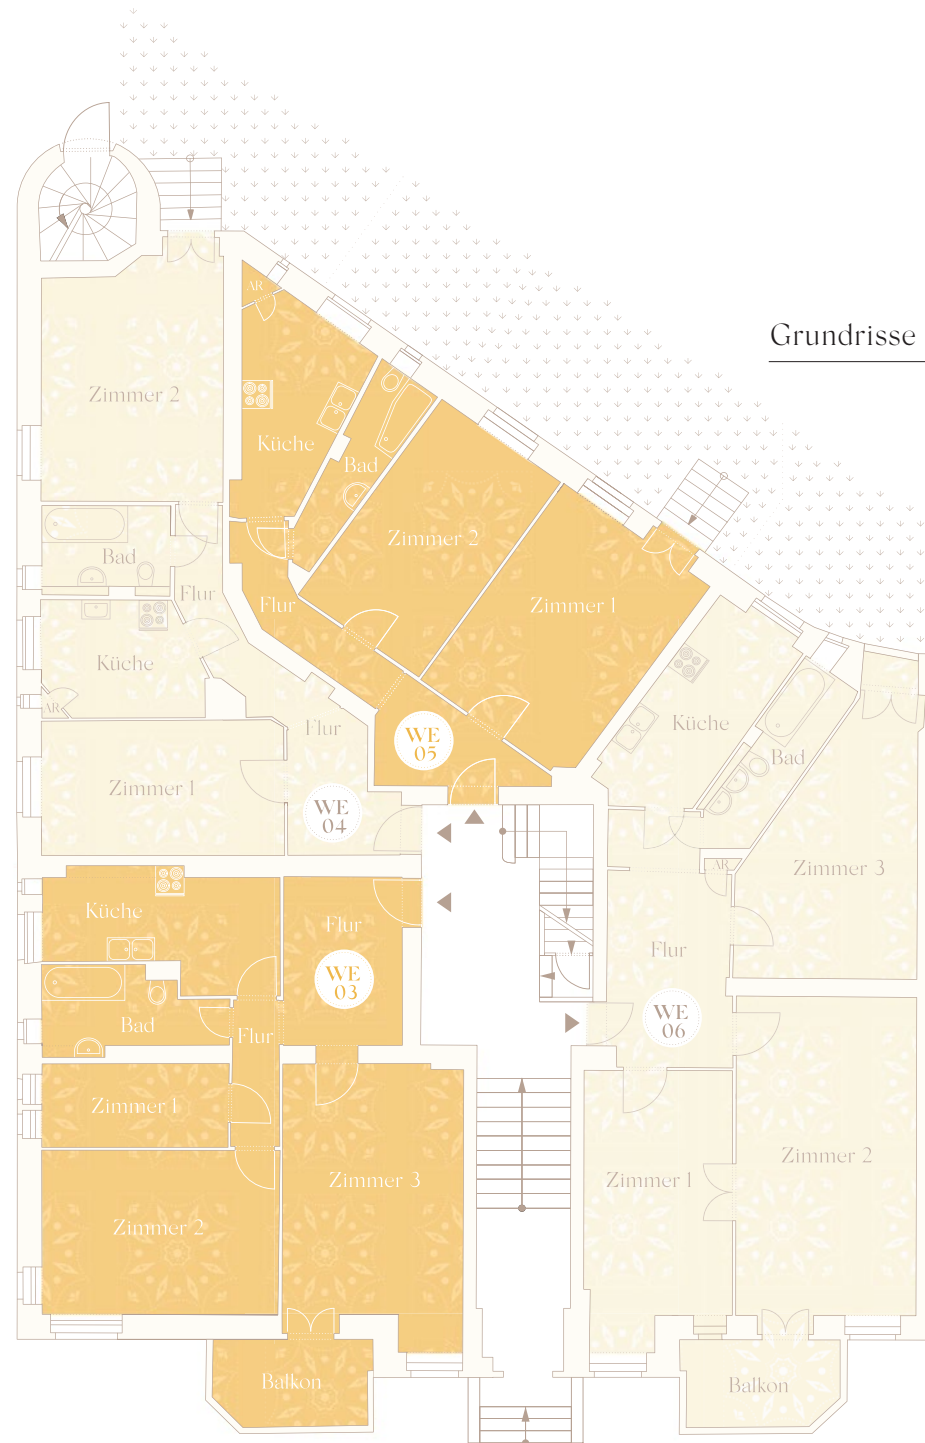 Grundrisse
AR
Zimmer 2
Küche
Bad
Zimmer 2
Bad
Zimmer 1
Flur
Flur
Küche
AR
Flur
Küche
WE
05
Bad
Zimmer 1
WE
04
Zimmer 3
AR
Küche
Flur
Flur
WE
03
WE
06
Bad
Flur
Zimmer 1
Zimmer 2
Zimmer 3
Zimmer 1
Zimmer 2
Balkon
Balkon